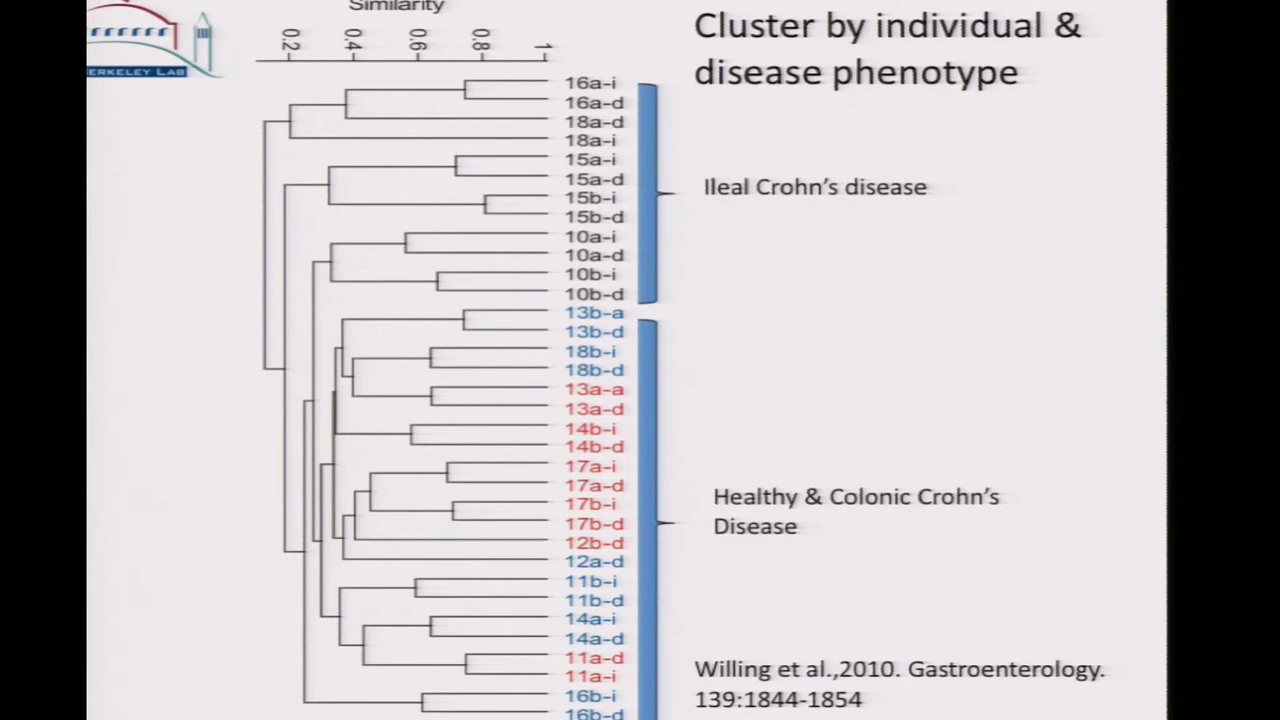 Similarity
Cluster by individual &
disease phenotype
BERKELEY LAB
0.2
0.4
0.6
0.8
1
16a-i
16a-d
18a-d
18a-i
15a-i
15a-d
15b-i
15b-d
10a-i
10a-d
10b-i
10b-d
Ileal Crohn's disease
13b-a
13b-d
18b-i
18b-d
13a-a
13a-d
14b-i
14b-d
17a-i
17a-d
17b-i
17b-d
12b-d
12a-d
11b-i
11b-d
14a-i
14a-d
11a-d
11a-i
16b-i
16b-d
Healthy & Colonic Crohn's
Disease
Willing et al.,2010. Gastroenterology.
139:1844-1854